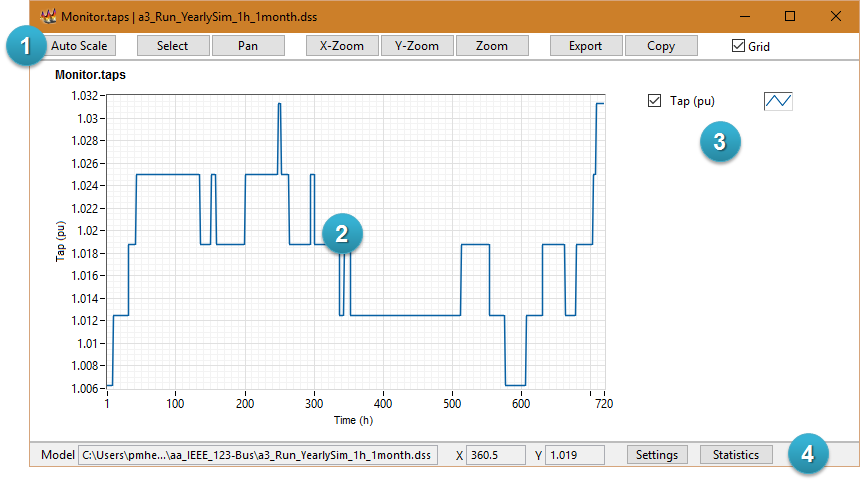 Monitor.taps | a3_Run_YearlySim_1h_1month.dss
1 Auto Scale Select Pan X-Zoom Y-Zoom Zoom Export Copy Grid
Monitor.taps
Tap (pu)
3
1.032
1.03
1.028
1.026
1.024
1.022
1.02
1.018
1.016
1.014
1.012
1.01
1.008
1.006
Tap (pu)
2
1 100 200 300 400 500 600 720
Time (h)
Model C:\Users\pmhe...\aa_IEEE_123-Bus\a3_Run_YearlySim_1h_1month.dss X 360.5 Y 1.019 Settings Statistics 4